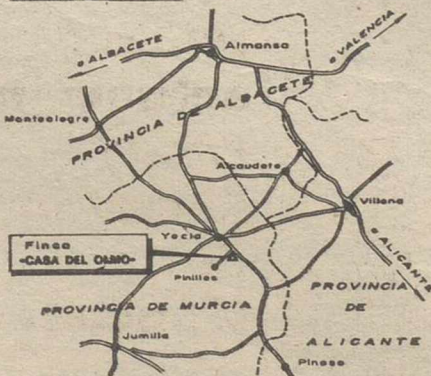 a ALBACETE
Almansa
a VALENCIA
Montealegre
PROVINCIA DE ALBACETE
Alcaudete
Villena
Yecla
Finca
«CASA DEL OLMO»
Pinillos
a ALICANTE
PROVINCIA DE MURCIA
PROVINCIA
DE
ALICANTE
Jumilla
Pinoso